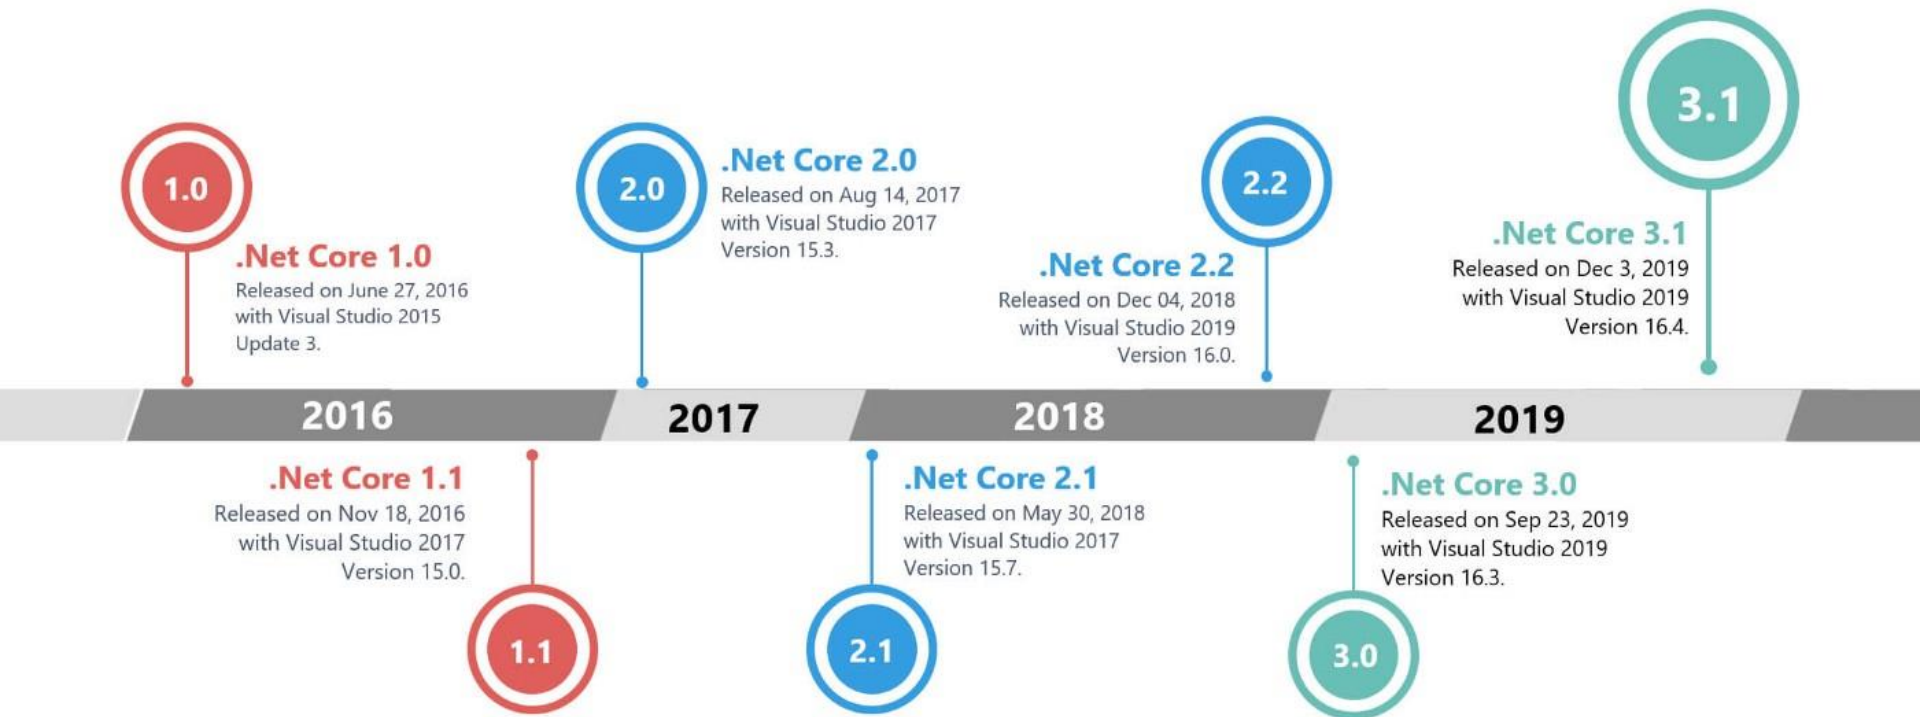 1.0
.Net Core 1.0
Released on June 27, 2016
with Visual Studio 2015
Update 3.
2.0
.Net Core 2.0
Released on Aug 14, 2017
with Visual Studio 2017
Version 15.3.
2.2
.Net Core 2.2
Released on Dec 04, 2018
with Visual Studio 2019
Version 16.0.
3.1
.Net Core 3.1
Released on Dec 3, 2019
with Visual Studio 2019
Version 16.4.
2016
2017
2018
2019
.Net Core 1.1
Released on Nov 18, 2016
with Visual Studio 2017
Version 15.0.
1.1
.Net Core 2.1
Released on May 30, 2018
with Visual Studio 2017
Version 15.7.
2.1
.Net Core 3.0
Released on Sep 23, 2019
with Visual Studio 2019
Version 16.3.
3.0